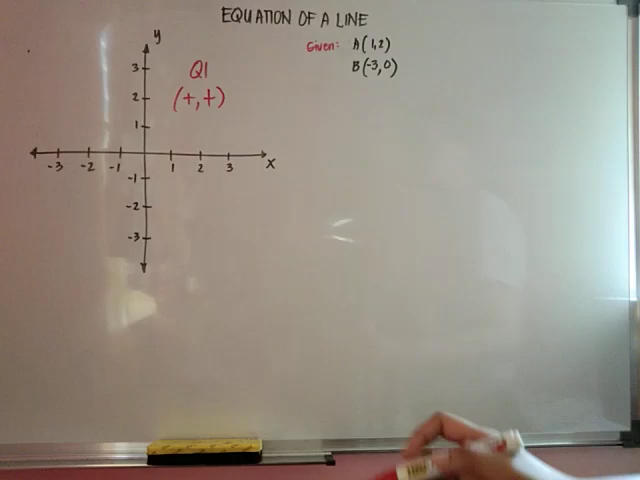 EQUATION OF A LINE
Given: A(1,2)
B(-3,0)
y
Q1
(+,+)
3
2
1
-3 -2 -1 1 2 3 x
-1
-2
-3